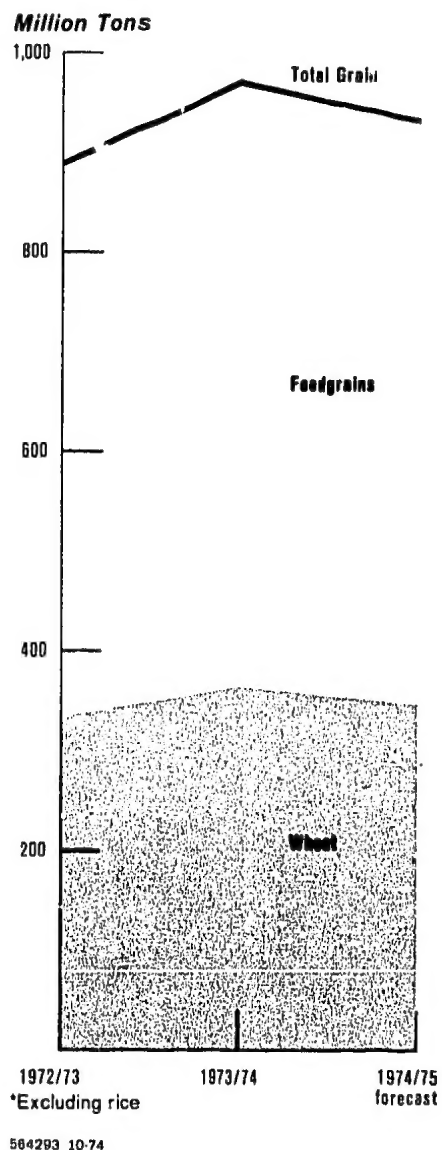 Million Tons
1,000
Total Grain
800
Feedgrains
600
400
Wheat
200
1972/73
1973/74
1974/75
forecast
*Excluding rice
564293 10-74